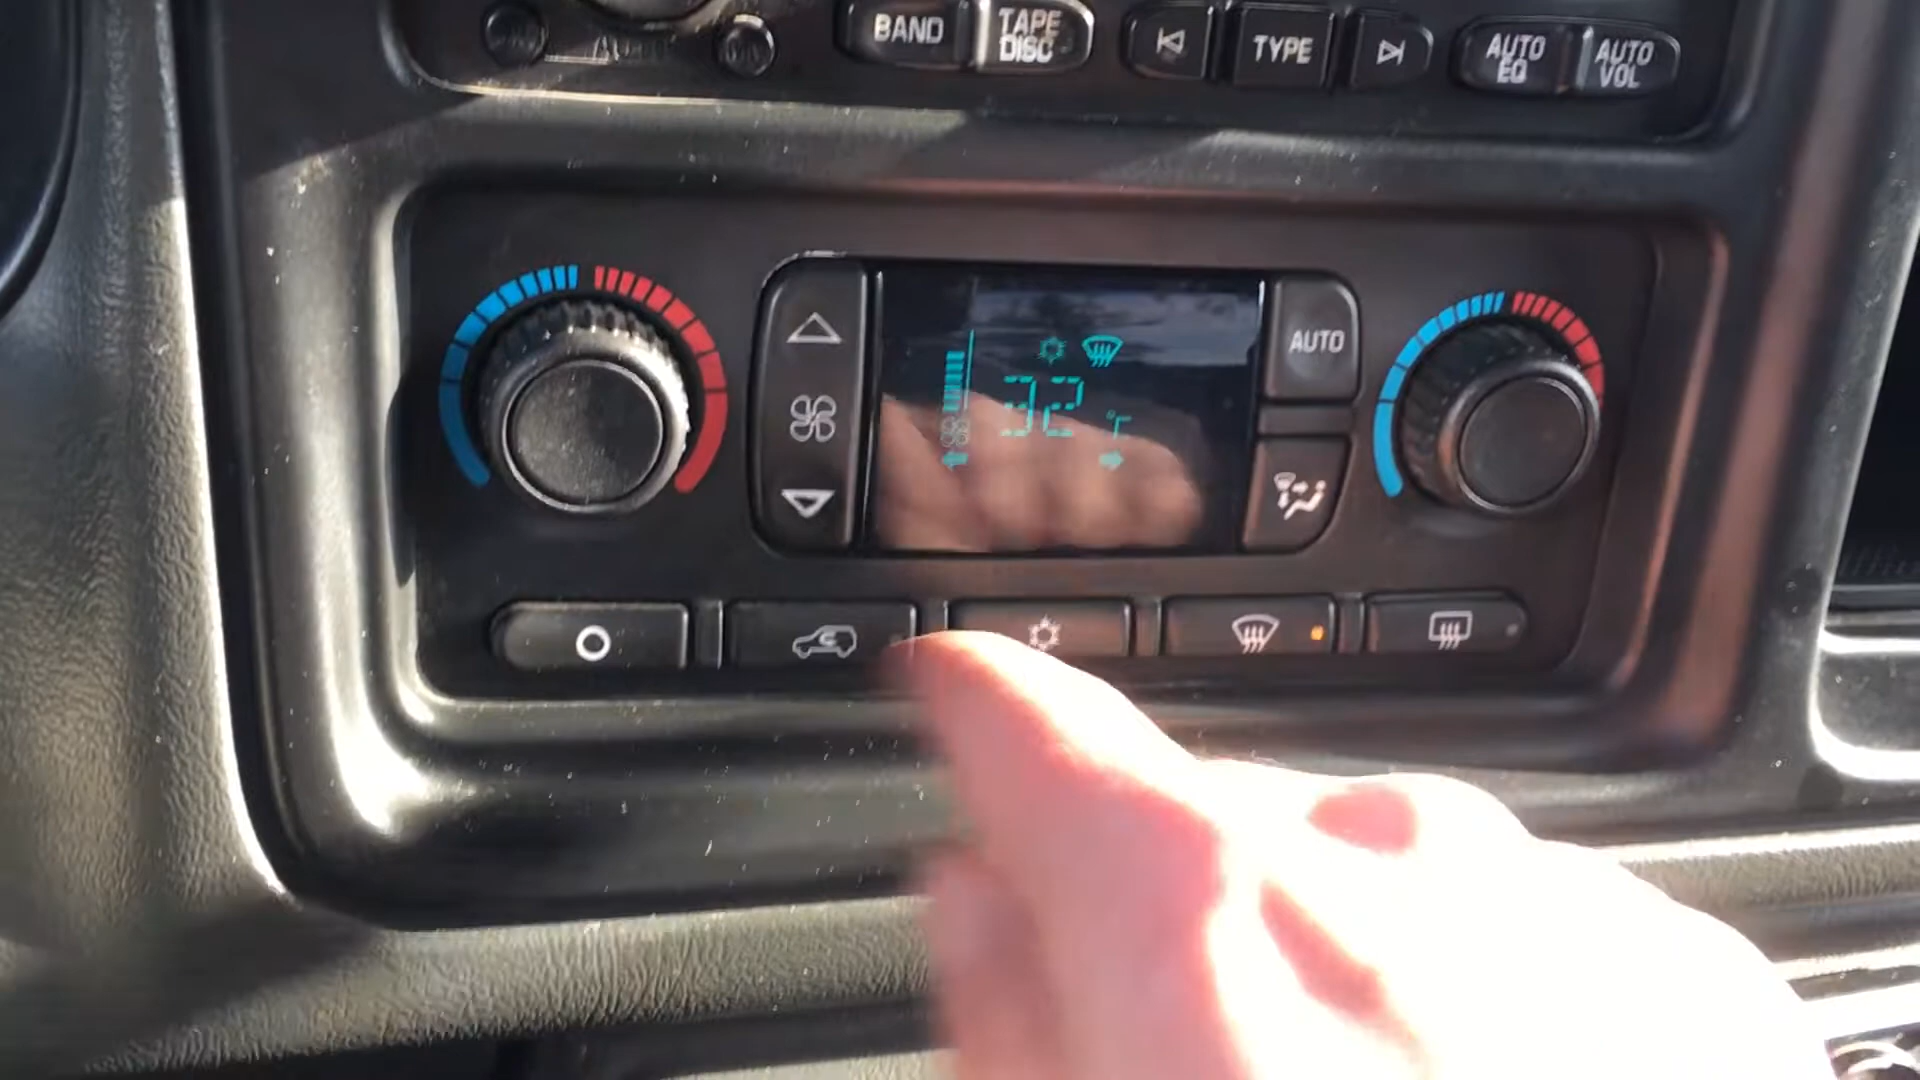 BAND
TAPE
DISC
TYPE
AUTO
EQ
AUTO
VOL
AUTO
32